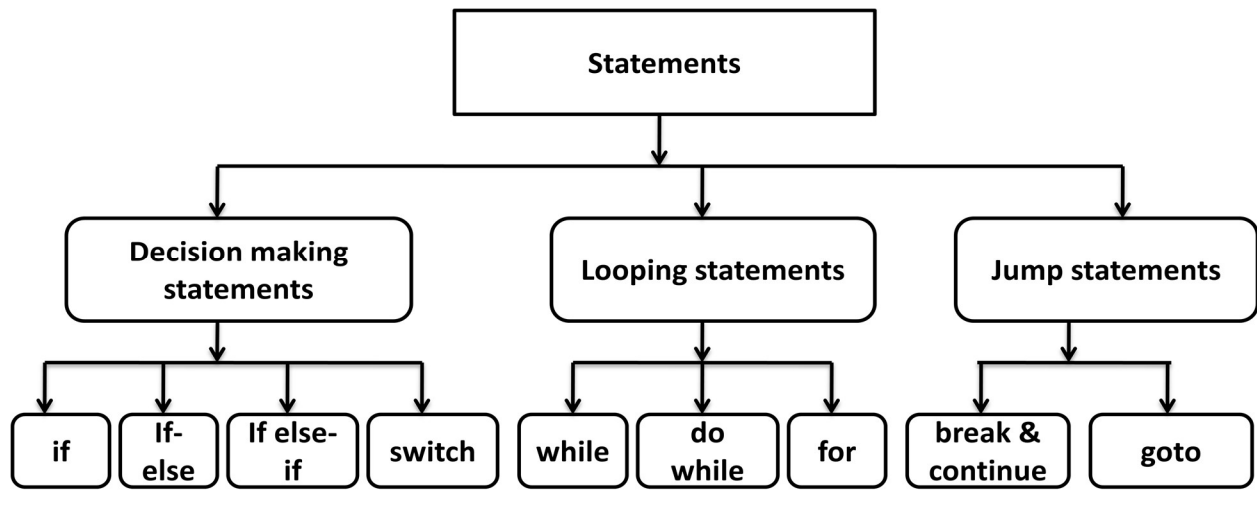 Statements
Decision making
statements
Looping statements
Jump statements
if
If-
else
If else-
if
switch
while
do
while
for
break &
continue
goto